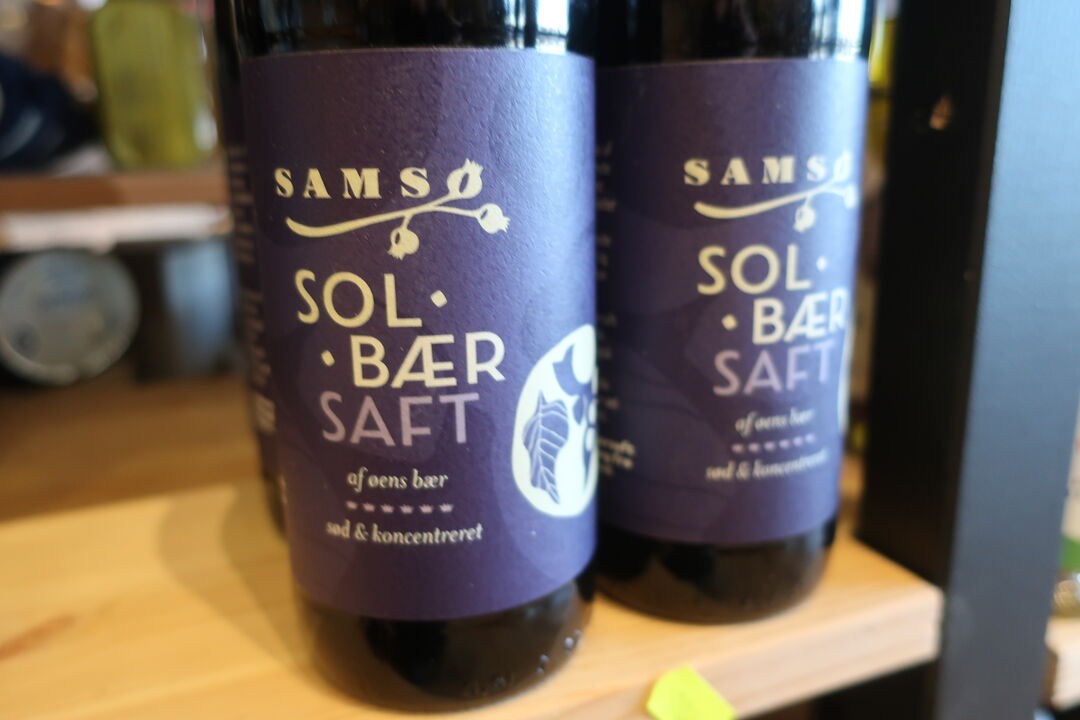 SAMSØ
SOL·
·BÆR
SAFT
af øens bær
sød & koncentreret
SAMSØ
SOL·
·BÆR
SAFT
af øens bær
sød & koncentreret